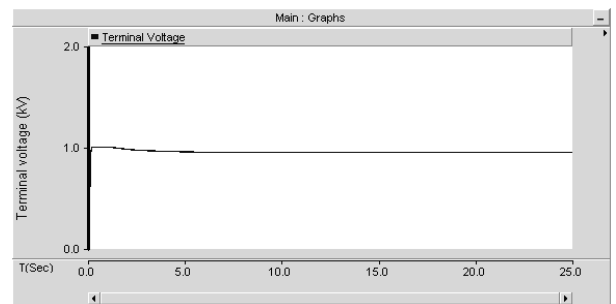 Main : Graphs
Terminal Voltage
Terminal voltage (kV)
2.0
1.0
0.0
T(Sec) 0.0 5.0 10.0 15.0 20.0 25.0